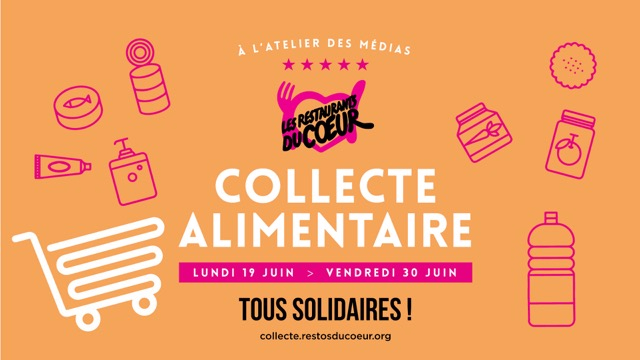 À L'ATELIER DES MÉDIAS
LES RESTAURANTS
DU CŒUR
COLLECTE
ALIMENTAIRE
LUNDI 19 JUIN > VENDREDI 30 JUIN
TOUS SOLIDAIRES !
collecte.restosducoeur.org